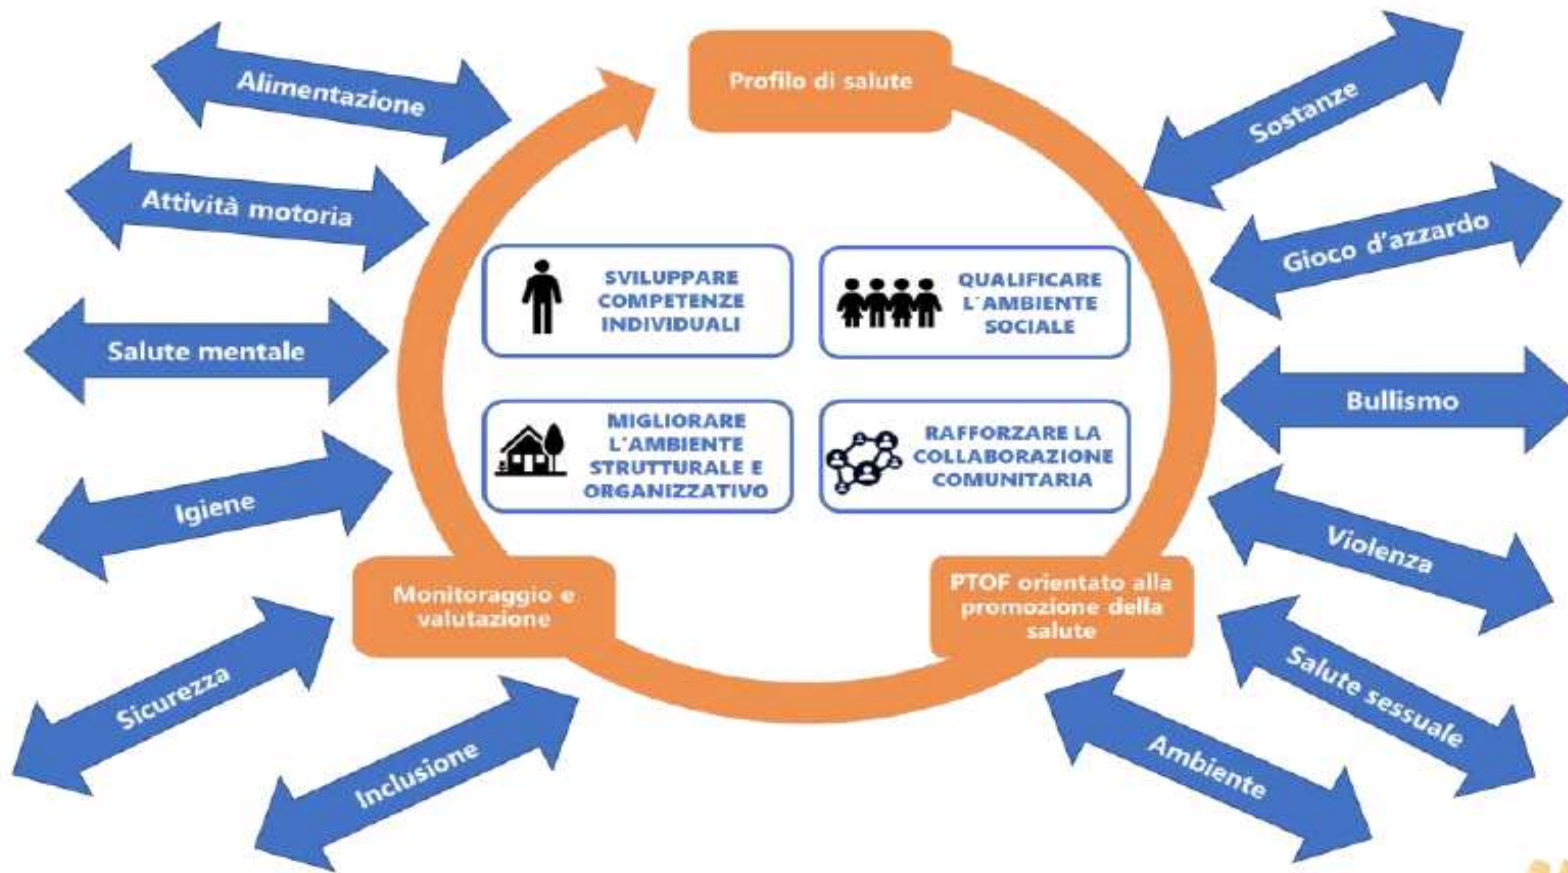 Profilo di salute
Alimentazione
Attività motoria
Salute mentale
Igiene
Sicurezza
Inclusione
SVILUPPARE
COMPETENZE
INDIVIDUALI
QUALIFICARE
L'AMBIENTE
SOCIALE
MIGLIORARE
L'AMBIENTE
STRUTTURALE E
ORGANIZZATIVO
RAFFORZARE LA
COLLABORAZIONE
COMUNITARIA
Monitoraggio e
valutazione
PTOF orientato alla
promozione della
salute
Sostanze
Gioco d'azzardo
Bullismo
Violenza
Salute sessuale
Ambiente